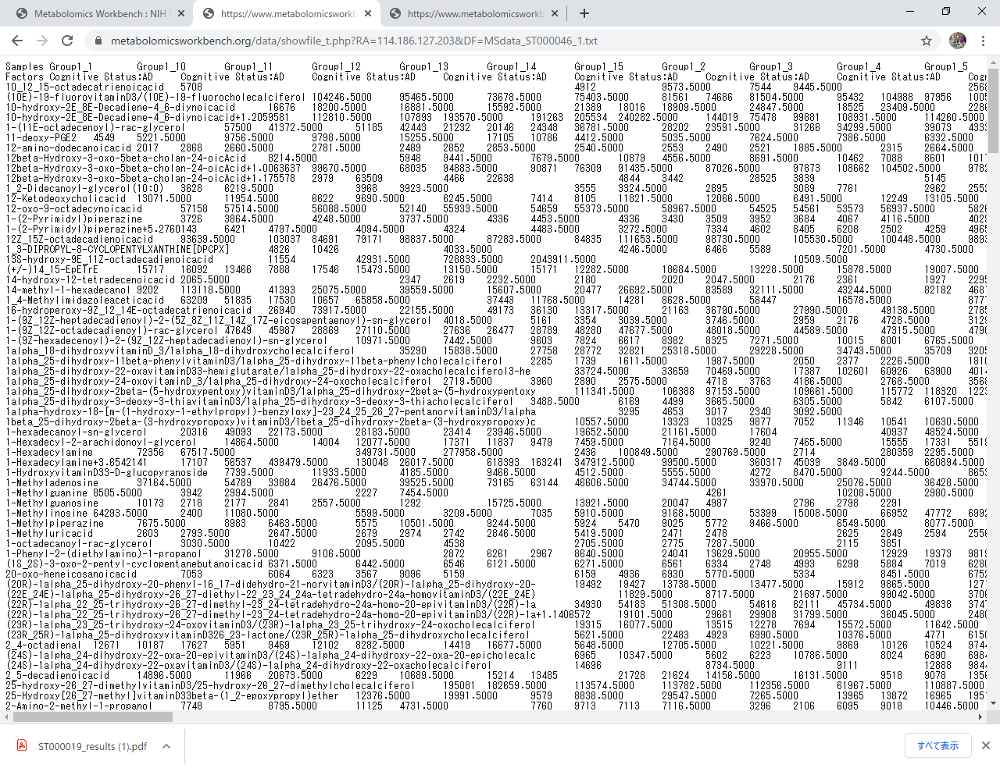 Metabolomics Workbench : NIH
https://www.metabolomicsworkb
https://www.metabolomicsworkb
metabolomicsworkbench.org/data/showfile_t.php?RA=114.186.127.203&DF=MSdata_ST000046_1.txt
Samples Group1_1 Group1_10 Group1_11 Group1_12 Group1_13 Group1_14 Group1_15 Group1_2 Group1_3 Group1_4 Group1_5
Factors Cognitive Status:AD Cognitive Status:AD Cognitive Status:AD Cognitive Status:AD Cognitive Status:AD Cognitive Status:AD Cognitive Status:AD
10_12_15-octadecatrienoicacid 5708 4912 9573.5000 7544 9445.5000 2568
(10E)-19-fluorovitaminD3/(10E)-19-fluorocholecalciferol 104246.5000 95465.5000 73678.5000 75403.5000 81561 74686 81504.5000 95432 104988 97956 1008
10-hydroxy-2E_8E-Decadiene-4_6-diynoicacid 16676 18200.5000 16881.5000 15592.5000 21389 18016 18909.5000 24847.5000 18525 23409.5000 2288
10-hydroxy-2E_8E-Decadiene-4_6-diynoicacid+1.2059581 112810.5000 107893 193570.5000 191263 205534 240282.5000 144019 75478 99881 108931.5000 114260.5000
1-(11E-octadecenoyl)-rac-glycerol 57500 41372.5000 51185 42443 21232 20146 24348 36781.5000 28202 23591.5000 31266 34299.5000 39073 4333
11-deoxy-PGE2 4549 5221.5000 9756.5000 9798.5000 15255.5000 17105 10786 4412.5000 5035.5000 7624.5000 7386.5000 6332.5000
12-amino-dodecanoicacid 2017 2868 2660.5000 2781.5000 2489 2852 2853.5000 2540.5000 2553 2490 2521 1885.5000 2315 2664.5000
12beta-Hydroxy-3-oxo-5beta-cholan-24-oicAcid 8214.5000 5948 9441.5000 7679.5000 10879 4556.5000 8691.5000 10462 7088 8601 1017
12beta-Hydroxy-3-oxo-5beta-cholan-24-oicAcid+1.0063637 99670.5000 68035 94883.5000 90871 76309 91435.5000 87026.5000 97873 108662 104502.5000 9782
12beta-Hydroxy-3-oxo-5beta-cholan-24-oicAcid+1.175578 2979 63509 4466 22638 4844 3442 28525 3839 5145
1_2-Didecanoyl-glycerol(10:0) 3628 6219.5000 3968 3923.5000 3555 3324.5000 2895 3089 7761 2962 2552
12-Ketodeoxycholicacid 13071.5000 11954.5000 6622 9690.5000 6245.5000 7414 8105 11821.5000 12066.5000 6491.5000 12249 13105.5000
12-oxo-9-octadecynoicacid 57158 57514.5000 56088.5000 52140 55933.5000 54659 55373.5000 58967.5000 54525 54561 53573 56937.5000 5826
1-(2-Pyrimidyl)piperazine 3726 3864.5000 4248.5000 3737.5000 4336 4453.5000 4336 3430 3509 3952 3684 4067 4116.5000 4029
1-(2-Pyrimidyl)piperazine+5.2760143 6421 4797.5000 4094.5000 4324 4483.5000 3272.5000 7334 4602 8405 6208 2502 4259 4965
12Z_15Z-octadecadienoicacid 93639.5000 103037 84691 79171 98837.5000 87283.5000 84835 111853.5000 98730.5000 105530.5000 100448.5000 9893
1_3-DIPROPYL-8-CYCLOPENTYLXANTHINE[DPCPX] 4826 10426 4033.5000 4246.5000 6466 5589 7201.5000 4730.5000
13S-hydroxy-9E_11Z-octadecadienoicacid 11554 42931.5000 728833.5000 2043911.5000 10509.5000
(+/-)14_15-EpETrE 15717 16092 13466 7888 17546 15473.5000 13150.5000 15171 12282.5000 18684.5000 13228.5000 15878.5000 19007.5000
14-hydroxy-12-tetradecenoicacid 2065.5000 2347 2619 2232.5000 2180 2020 2047.5000 2176 2361 1927 2295
14-methyl-1-hexadecanol 9202 113118.5000 41393 25075.5000 39559.5000 15607.5000 20477 26692.5000 83589 32111.5000 43244.5000 82182 4687
1_4-Methylimidazoleaceticacid 63209 51835 17530 10657 65858.5000 37443 11768.5000 14281 8628.5000 58447 16578.5000 8777
16-hydroperoxy-9Z_12_14E-octadecatrienoicacid 26940 73917.5000 22155.5000 49173 36130 13317.5000 21163 36790.5000 27990.5000 49138.5000 2785
1-(9Z_12Z-heptadecadienoyl)-2-(5Z_8Z_11Z_14Z_17Z-eicosapentaenoyl)-sn-glycerol 4018.5000 5161 3354 3039.5000 3746.5000 2959 2176 4728.5000 3129
1-(9Z_12Z-octadecadienoyl)-rac-glycerol 47649 45987 28869 27110.5000 27636 26477 28789 48280 47677.5000 48018.5000 44589.5000 47315.5000 4790
1-(9Z-hexadecenoyl)-2-(9Z_12Z-heptadecadienoyl)-sn-glycerol 10971.5000 7442.5000 9603 7824 6617 8382 8325 7271.5000 10015 6001 6765.5000
1alpha_18-dihydroxyvitaminD_3/1alpha_18-dihydroxycholecalciferol 35290 15838.5000 27758 28772 32821 25318.5000 29228.5000 34743.5000 35709 3205
1alpha_25-dihydroxy-11beta-phenylvitaminD3/1alpha_25-dihydroxy-11beta-phenylcholecalciferol 2285 1739 1611.5000 1987.5000 2050 2377 2226.5000 1810
1alpha_25-dihydroxy-22-oxavitaminD33-hemiglutarate/1alpha_25-dihydroxy-22-oxacholecalciferol3-he 33724.5000 33659 70469.5000 17387 102601 60326 63900 4014
1alpha_25-dihydroxy-24-oxovitaminD_3/1alpha_25-dihydroxy-24-oxocholecalciferol 2719.5000 3960 2890 2575.5000 4718 3763 4186.5000 2768.5000 3568
1alpha_25-dihydroxy-2beta-(5-hydroxypentoxy)vitaminD3/1alpha_25-dihydroxy-2beta-(5-hydroxypentoxy 111341.5000 106388 97153.5000 109661.5000 115772 118320 1223
1alpha_25-dihydroxy-3-deoxy-3-thiavitaminD3/1alpha_25-dihydroxy-3-deoxy-3-thiacholecalciferol 3488.5000 6169 4499 3665.5000 6305.5000 5842 6107.5000
1alpha-hydroxy-18-[m-(1-hydroxy-1-ethylpropyl)-benzyloxy]-23_24_25_26_27-pentanorvitaminD3/1alpha 3295 4653 3017 2340 3092.5000
1beta_25-dihydroxy-2beta-(3-hydroxypropoxy)vitaminD3/1beta_25-dihydroxy-2beta-(3-hydroxypropoxy)c 10557.5000 13323 10325 9877 7052 11346 10541 10630.5000
1-hexadecanoyl-sn-glycerol 20316 49093 22173.5000 28183.5000 23414 23946.5000 19652.5000 21161.5000 17604 40937 48524.5000
1-Hexadecyl-2-arachidonoyl-glycerol 14864.5000 14004 12077.5000 17371 11837 9479 7459.5000 7164.5000 9240 7465.5000 15555 17331 5519
1-Hexadecylamine 72356 67517.5000 349731.5000 277958.5000 2436 100849.5000 290769.5000 2714 280359 2295.5000
1-Hexadecylamine+3.6542141 17107 56537 439479.5000 130048 26017.5000 618393 163241 347912.5000 99500.5000 360317 45039 3849.5000 660894.5000
1-HydroxyvitaminD33-D-glucopyranoside 7739.5000 11933.5000 4185.5000 9466.5000 4512.5000 5555.5000 4272 8470.5000 9244.5000 8653
1-Methyladenosine 37164.5000 54789 33884 26476.5000 39525.5000 73165 63144 46606.5000 34744.5000 33970.5000 25076.5000 36428.5000
1-Methylguanine 8505.5000 3942 2994.5000 2227 7454.5000 4261 10208.5000 2980.5000
1-Methylguanosine 10173 2718 2177 2841 2557.5000 1292 15725.5000 13921.5000 20047 4987 2796 2798 2291
1-Methylinosine 64293.5000 2400 11080.5000 5599.5000 3209.5000 7035 5910.5000 9168.5000 53399 15008.5000 66952 47772 6992
1-Methylpiperazine 7675.5000 8983 6463.5000 5575 10501.5000 9244.5000 5924 5470 9025 5772 9466.5000 6549.5000 8077.5000
1-Methyluricacid 2603 2793.5000 2647.5000 2679 2974 2742 2846.5000 5419.5000 2471 2478 2625 2849 2594 2556
1-octadecanoyl-rac-glycerol 3030.5000 10422 2095.5000 4538 2705.5000 2775 7287.5000 2115 3851
1-Phenyl-2-(diethylamino)-1-propanol 31278.5000 9106.5000 2872 6261 2967 8640.5000 24041 13629.5000 20955.5000 12929 19373 9819
(1S_2S)-3-oxo-2-pentyl-cyclopentanebutanoicacid 6371.5000 6442.5000 6546 6121.5000 6271.5000 6561 6334 2748 4993 6298 5884 7019 6280
20-oxo-heneicosanoicacid 7053 6064 6323 3567 9096 5159 6159 4936 6930 5770.5000 5334 8451.5000 6752
(20R)-1alpha_25-dihydroxy-20-phenyl-16_17-didehydro-21-norvitaminD3/(20R)-1alpha_25-dihydroxy-20- 19492 19427 13738.5000 13477.5000 15912 9865.5000 1277
(22E_24E)-1alpha_25-dihydroxy-26_27-diethyl-22_23_24_24a-tetradehydro-24a-homovitaminD3/(22E_24E) 11829.5000 8717.5000 21697.5000 99042.5000 3706
(22R)-1alpha_22_25-trihydroxy-26_27-dimethyl-23_24-tetradehydro-24a-homo-20-epivitaminD3/(22R)-1a 34930 54183 51308.5000 54616 62111 45734.5000 49838 3747
(22R)-1alpha_22_25-trihydroxy-26_27-dimethyl-23_24-tetradehydro-24a-homo-20-epivitaminD3/(22R)-1a+1.1406572 19101.5000 29661 29908 31799.5000 36045.5000 2480
(23R)-1alpha_23_25-trihydroxy-24-oxovitaminD3/(23R)-1alpha_23_25-trihydroxy-24-oxocholecalciferol 19315 16077.5000 13515 12278 7694 15572.5000 11642.5000
(23R_25R)-1alpha_25-dihydroxyvitaminD326_23-lactone/(23R_25R)-1alpha_25-dihydroxycholecalciferol 5621.5000 22483 4929 6990.5000 10376.5000 4771 6150
2_4-octadienal 12671 10187 17627 5951 9469 12102 8282.5000 14419 16677.5000 5648.5000 12705.5000 10221.5000 9869 10126 10524 9744
(24S)-1alpha_24-dihydroxy-22-oxa-20-epivitaminD3/(24S)-1alpha_24-dihydroxy-22-oxa-20-epicholecalc 6965 10347.5000 5602 6223 10786.5000 8024 6890 6984
(24S)-1alpha_24-dihydroxy-22-oxavitaminD3/(24S)-1alpha_24-dihydroxy-22-oxacholecalciferol 14696 8734.5000 9111 12888 9844
2_5-decadienoicacid 14896.5000 11966 20673.5000 6229 10689.5000 15214 13485 21728 21624 14156.5000 16131.5000 9518 9078 1356
25-hydroxy-26_27-dimethylvitaminD3/25-hydroxy-26_27-dimethylcholecalciferol 195081 182659.5000 113574.5000 113782.5000 112356.5000 61967.5000 110887.5000
25-Hydroxy[26_27-methyl]vitaminD33beta-(1_2-epoxypropyl)ether 12376.5000 19991.5000 9579 8838.5000 29547.5000 7265.5000 13965 13872 16965 1957
2-Amino-2-methyl-1-propanol 7748 8795.5000 11125 4731.5000 7760 9713 7113 7116.5000 3296 2106 6095 9018 10446.5000
ST000019_results (1).pdf
すべて表示